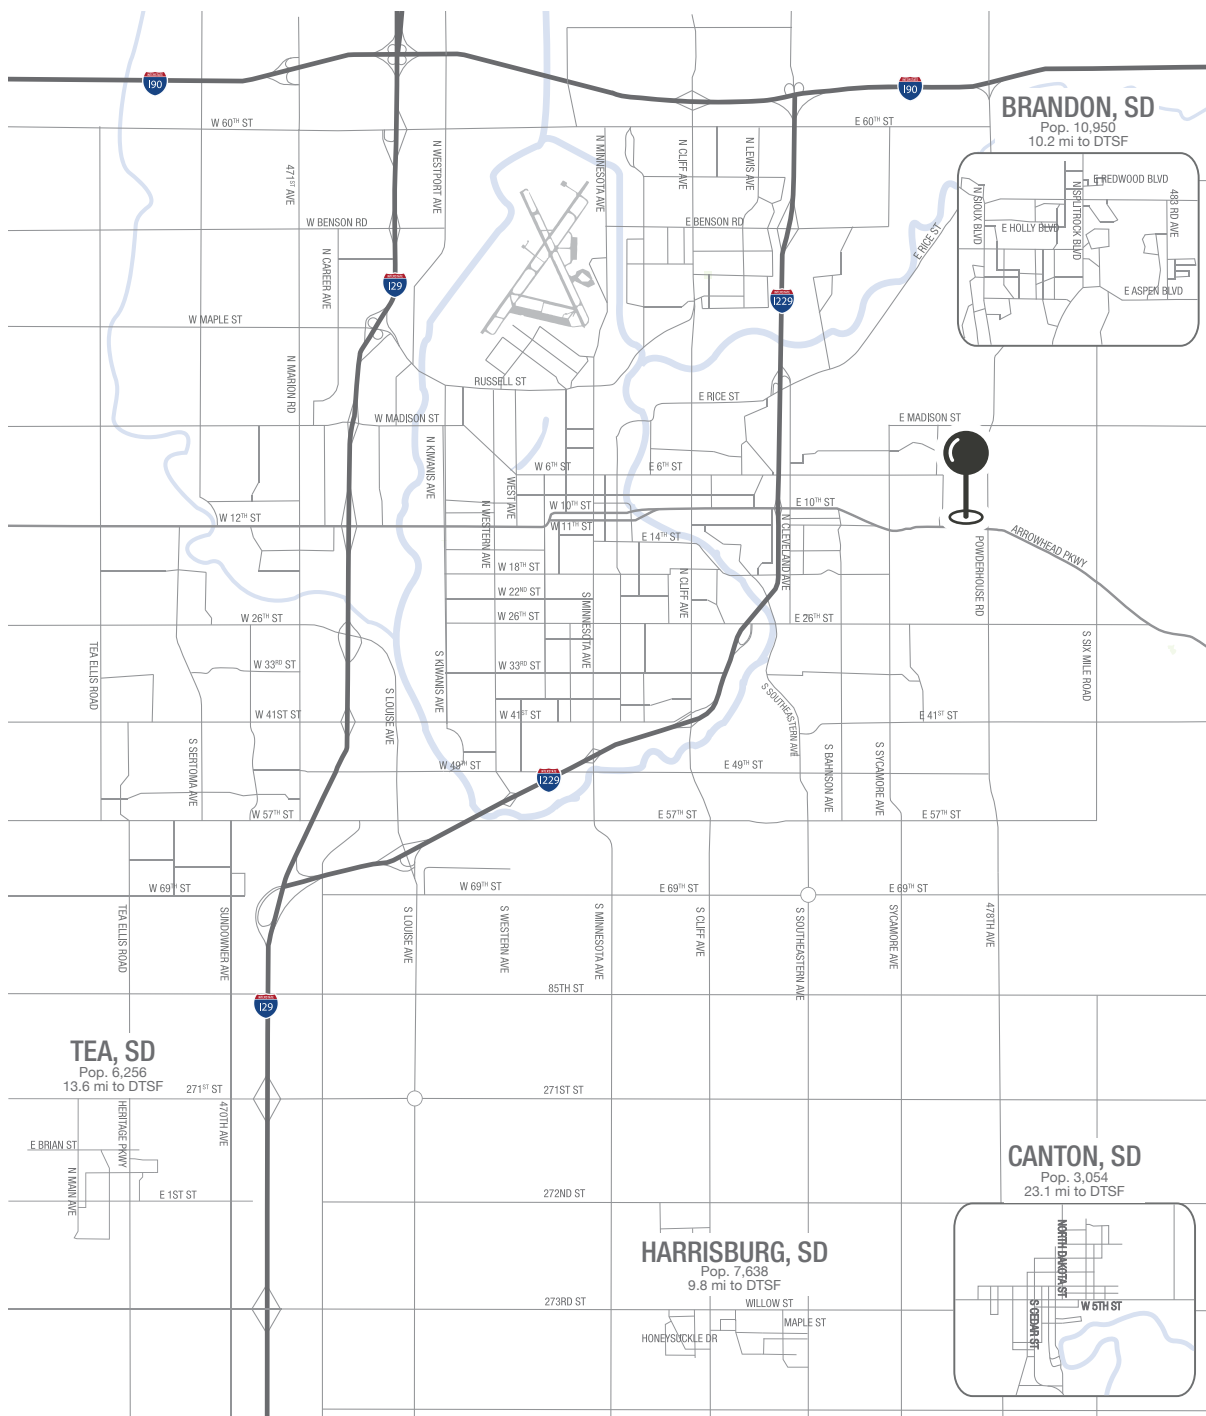 I90
I90
BRANDON, SD
Pop. 10,950
10.2 mi to DTSF
W 60TH ST
E 60TH ST
N MINNESOTA AVE
N CLIFF AVE
N LEWIS AVE
N WESTPORT AVE
471ST AVE
E REDWOOD BLVD
N SIOUX BLVD
N SPLITROCK BLVD
483 RD AVE
E HOLLY BLVD
E ASPEN BLVD
W BENSON RD
E BENSON RD
E RICE ST
N CAREER AVE
I29
I229
W MAPLE ST
N MARION RD
RUSSELL ST
E RICE ST
W MADISON ST
E MADISON ST
N KIWANIS AVE
W 6TH ST
E 6TH ST
WEST AVE
N WESTERN AVE
W 10TH ST
E 10TH ST
W 12TH ST
W 11TH ST
E 14TH ST
N CLEVELAND AVE
ARROWHEAD PKWY
POWDERHOUSE RD
W 18TH ST
N CLIFF AVE
W 22ND ST
S MINNESOTA AVE
W 26TH ST
W 26TH ST
E 26TH ST
TEA ELLIS ROAD
S SIX MILE ROAD
W 33RD ST
S KIWANIS AVE
W 33RD ST
S LOUISE AVE
S SOUTHEASTERN AVE
W 41ST ST
W 41ST ST
E 41ST ST
S SERTOMA AVE
S BAHNSON AVE
S SYCAMORE AVE
W 49TH ST
I229
E 49TH ST
W 57TH ST
E 57TH ST
E 57TH ST
W 69TH ST
W 69TH ST
E 69TH ST
E 69TH ST
TEA ELLIS ROAD
SUNDOWNER AVE
S LOUISE AVE
S WESTERN AVE
S MINNESOTA AVE
S CLIFF AVE
S SOUTHEASTERN AVE
SYCAMORE AVE
478TH AVE
85TH ST
I29
TEA, SD
Pop. 6,256
13.6 mi to DTSF
271ST ST
271ST ST
HERITAGE PKWY
470TH AVE
E BRIAN ST
N MAIN AVE
E 1ST ST
272ND ST
CANTON, SD
Pop. 3,054
23.1 mi to DTSF
NORTH DAKOTA ST
S CEDAR ST
W 5TH ST
HARRISBURG, SD
Pop. 7,638
9.8 mi to DTSF
273RD ST
WILLOW ST
MAPLE ST
HONEYSUCKLE DR